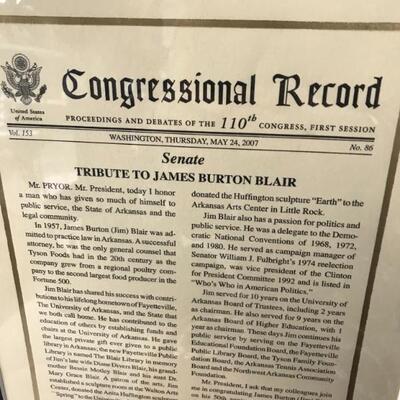 United States
of America
Congressional Record
PROCEEDINGS AND DEBATES OF THE 110th CONGRESS, FIRST SESSION
Vol. 153
WASHINGTON, THURSDAY, MAY 24, 2007
No. 86
Senate
TRIBUTE TO JAMES BURTON BLAIR
Mr. PRYOR. Mr. President, today I honor
a man who has given so much of himself to
public service, the State of Arkansas and the
legal community.
In 1957, James Burton (Jim) Blair was ad-
mitted to practice law in Arkansas. A successful
attorney, he was the only general counsel that
Tyson Foods had in the 20th century as the
company grew from a regional poultry com-
pany to the second largest food producer in the
Fortune 500.
Jim Blair has shared his success with contri-
butions to his lifelong hometown of Fayetteville,
The University of Arkansas, and the State that
we both call home. He has contributed to the
education of others by establishing funds and
chairs at the University of Arkansas. He gave
the largest private gift ever given to a public
library in Arkansas; the new Fayetteville Public
Library is named The Blair Library in memory
of Jim's late wife Diane Divers Blair, his grand-
mother Bessie Motley Blair and his aunt Dr.
Mary Grace Blair. A patron of the arts, Jim
established a sculpture room at the Walton Arts
Center, donated the Anita Huffington sculpture
"Spring" to the University
donated the Huffington sculpture "Earth" to the
Arkansas Arts Center in Little Rock.
Jim Blair also has a passion for politics and
public service. He was a delegate to the Demo-
cratic National Conventions of 1968, 1972,
and 1980. He served as campaign manager of
Senator William J. Fulbright's 1974 reelection
campaign, was vice president of the Clinton
for President Committee 1992 and is listed in
"Who's Who in American Politics."
Jim served for 10 years on the University of
Arkansas Board of Trustees, including 2 years
as chairman. He also served for 9 years on the
Arkansas Board of Higher Education, with 1
year as chairman. These days Jim continues his
public service by serving on the Fayetteville
Educational Foundation Board, the Fayetteville
Public Library Board, the Tyson Family Foun-
dation Board, the Arkansas Tennis Association
Board and the Northwest Arkansas Community
Foundation.
Mr. President, I ask that my colleagues join
me in congratulating Jim
on his 50th